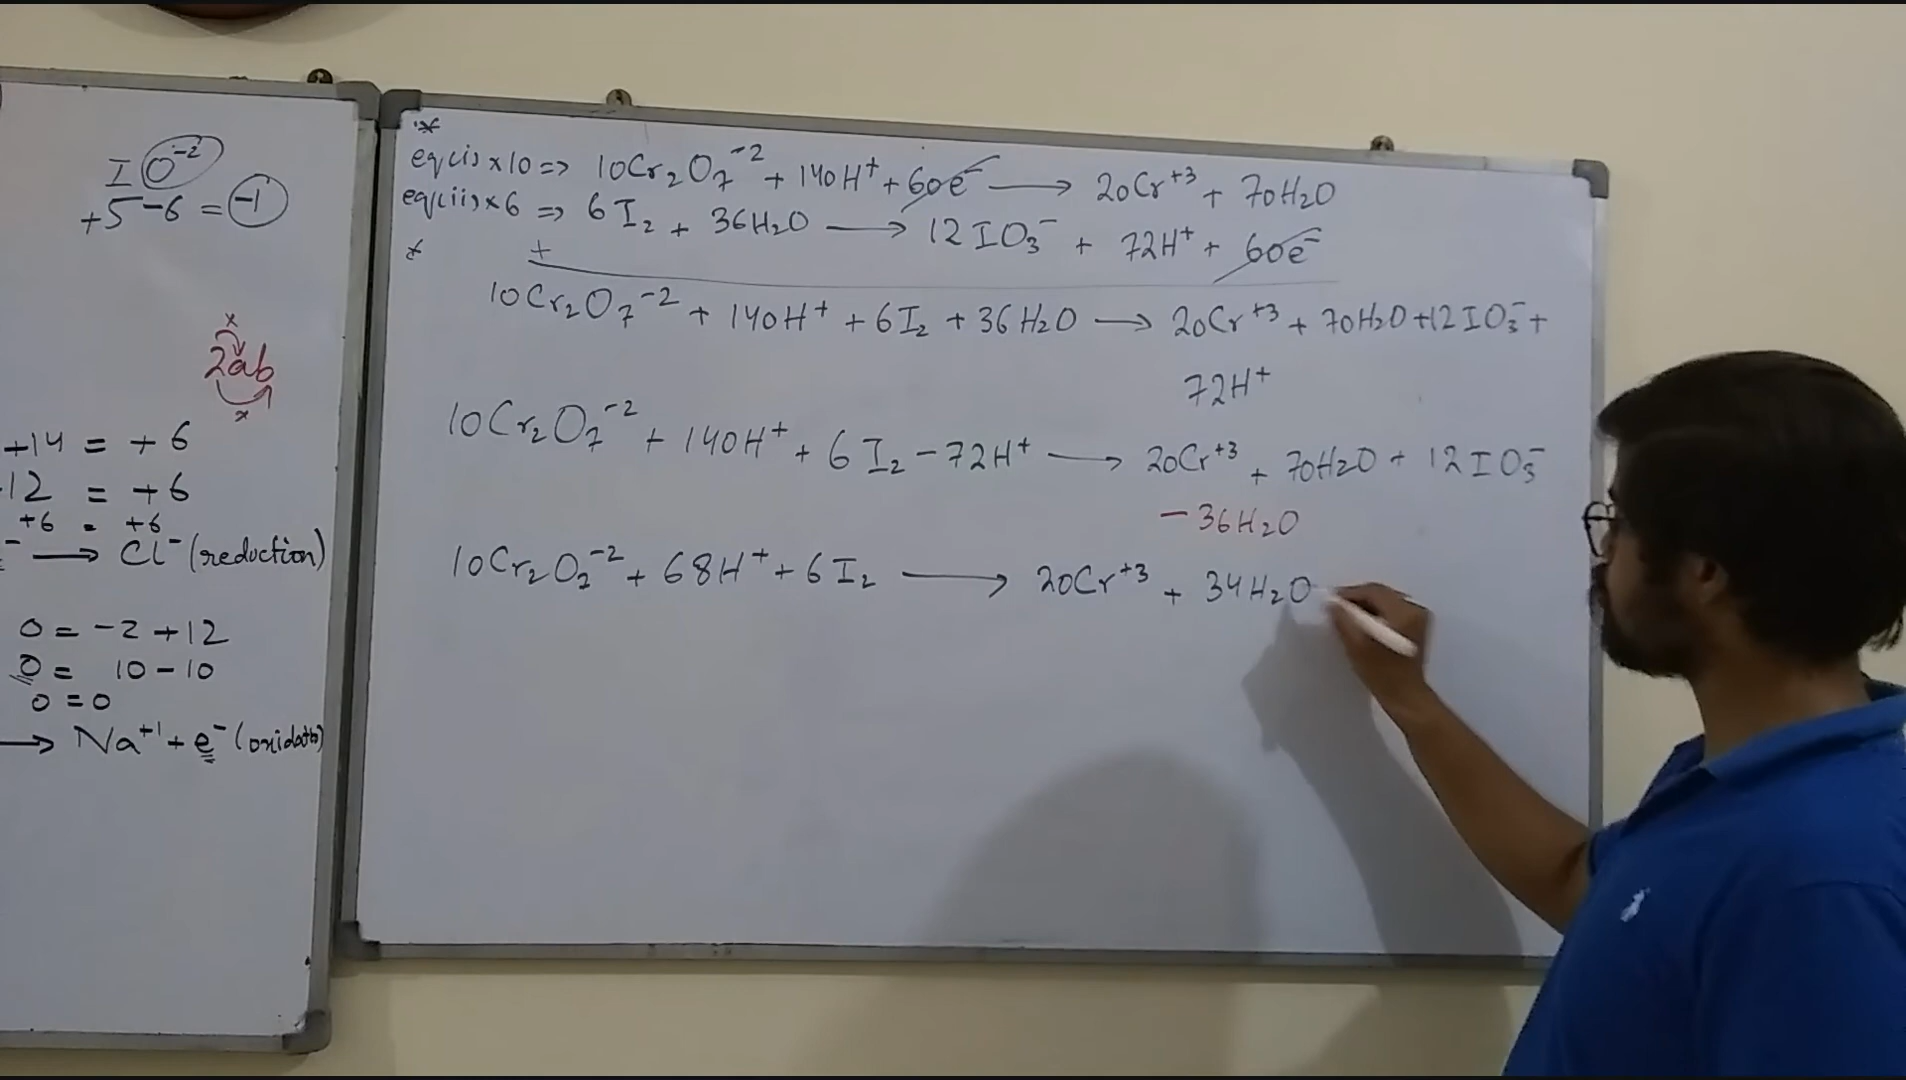 I O⁻²
+5 -6 = -1
x
2ab
x
+14 = +6
-12 = +6
+6 = +6
⟶ Cl⁻ (reduction)
0 = -2 +12
0 = 10 - 10
0 = 0
⟶ Na⁺¹ + e⁻ (oxidatn)
*
eq(i) x 10 => 10Cr₂O₇⁻² + 140H⁺ + 60e⁻ ⟶ 20Cr⁺³ + 70H₂O
eq(ii) x 6 => 6I₂ + 36H₂O ⟶ 12IO₃⁻ + 72H⁺ + 60e⁻
* +
10Cr₂O₇⁻² + 140H⁺ + 6I₂ + 36H₂O ⟶ 20Cr⁺³ + 70H₂O + 12IO₃⁻ +
72H⁺
10Cr₂O₇⁻² + 140H⁺ + 6I₂ - 72H⁺ ⟶ 20Cr⁺³ + 70H₂O + 12IO₃⁻
- 36H₂O
10Cr₂O₇⁻² + 68H⁺ + 6I₂ ⟶ 20Cr⁺³ + 34H₂O